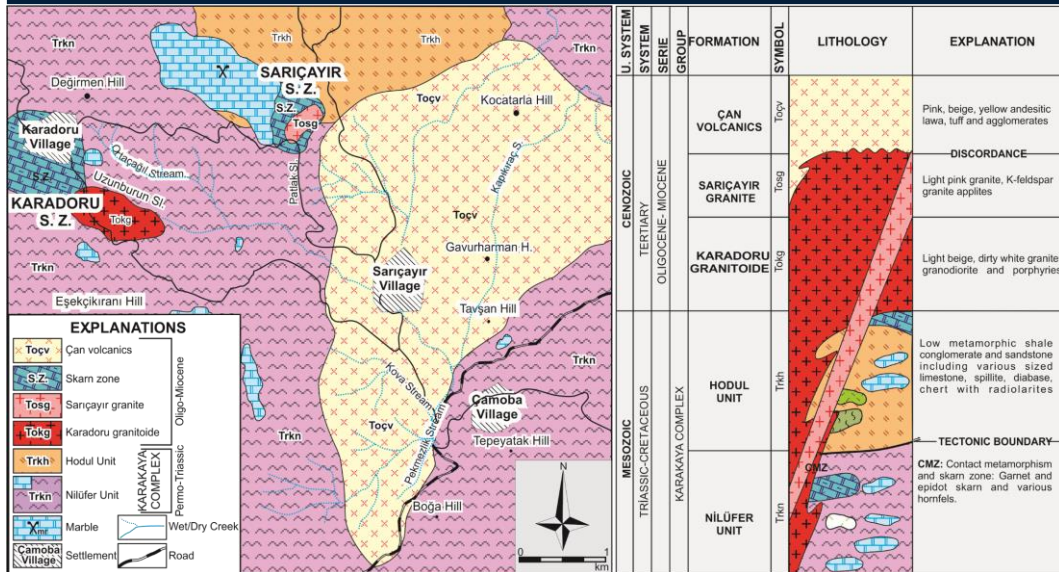 Trkn
Trkh
Trkh
Trkn
Değirmen Hill
SARIÇAYIR
S. Z.
S.Z.
Tosg
Toçv
Kocatarla Hill
Karadoru
Village
S.Z.
Ortaçağıl Stream
Uzunburun Sl.
Patlak Sl.
Kapıkıraç S.
KARADORU
S. Z.
Tokg
Toçv
Trkn
Gavurharman H.
Sarıçayır
Village
Eşekçikıranı Hill
Tavşan Hill
Trkn
Kova Stream
Çamoba
Village
Trkn
Toçv
Pekmezlik Stream
Tepeyatak Hill
Boğa Hill
N
0 1
km
EXPLANATIONS
Toçv Çan volcanics
S.Z. Skarn zone
Tosg Sarıçayır granite
Tokg Karadoru granitoide
Oligo-Miocene
Trkh Hodul Unit
Trkn Nilüfer Unit
KARAKAYA
COMPLEX
Permo-Triassic
mr Marble
Wet/Dry Creek
Çamoba
Village
Settlement
Road
U. SYSTEM
SYSTEM
SERIE
GROUP
FORMATION
SYMBOL
LITHOLOGY
EXPLANATION
CENOZOIC
TERTIARY
OLIGOCENE- MIOCENE
ÇAN
VOLCANICS
Toçv
Pink, beige, yellow andesitic
lawa, tuff and agglomerates
DISCORDANCE
SARIÇAYIR
GRANITE
Tosg
Light pink granite, K-feldspar
granite applites
KARADORU
GRANITOIDE
Tokg
Light beige, dirty white granite
granodiorite and porphyries
MESOZOIC
TRIASSIC-CRETACEOUS
KARAKAYA COMPLEX
HODUL
UNIT
Trkh
Low metamorphic shale
conglomerate and sandstone
including various sized
limestone, spillite, diabase,
chert with radiolarites
TECTONIC BOUNDARY
NİLÜFER
UNIT
Trkn
CMZ
CMZ: Contact metamorphism
and skarn zone: Garnet and
epidot skarn and various
hornfels.